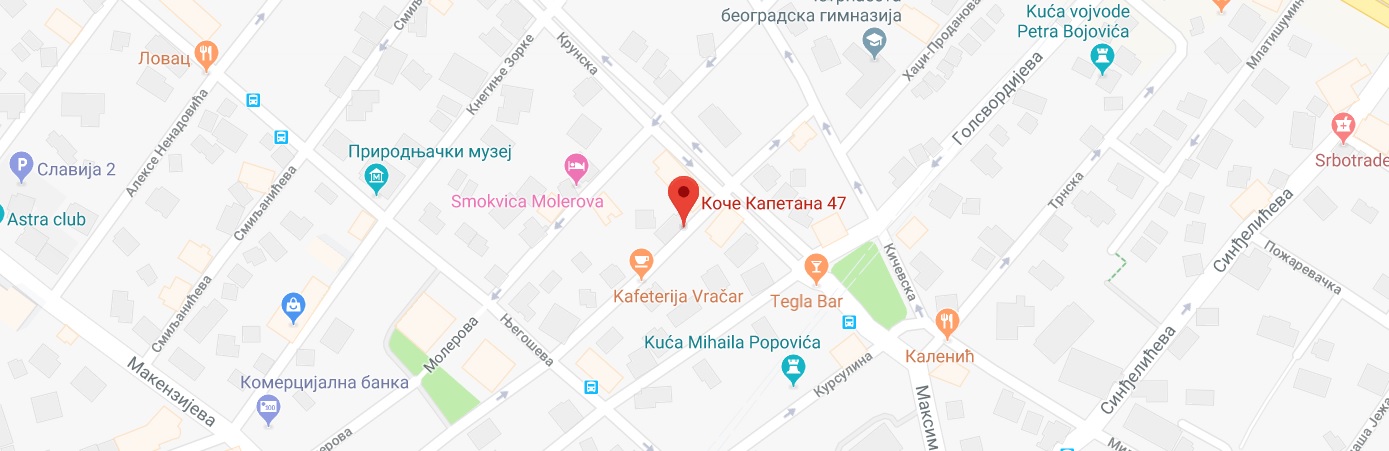 београдска гимназија
Kuća vojvode
Petra Bojovića
Ловац
Крунска
Кнегиње Зорке
Хаџи Проданова
Голсвордијева
Млатишумина
Алексе Ненадовића
Природњачки музеј
Славија 2
Srbotrade
Smokvica Molerova
Коче Капетана 47
Трнска
Astra club
Смиљанићева
Синђелићева
Кичевска
Пожаревачка
Kafeterija Vračar
Tegla Bar
Смиљанићева
Његошева
Молерова
Kuća Mihaila Popovića
Каленић
Макензијева
Комерцијална банка
Курсулина
Синђелићева
Максим